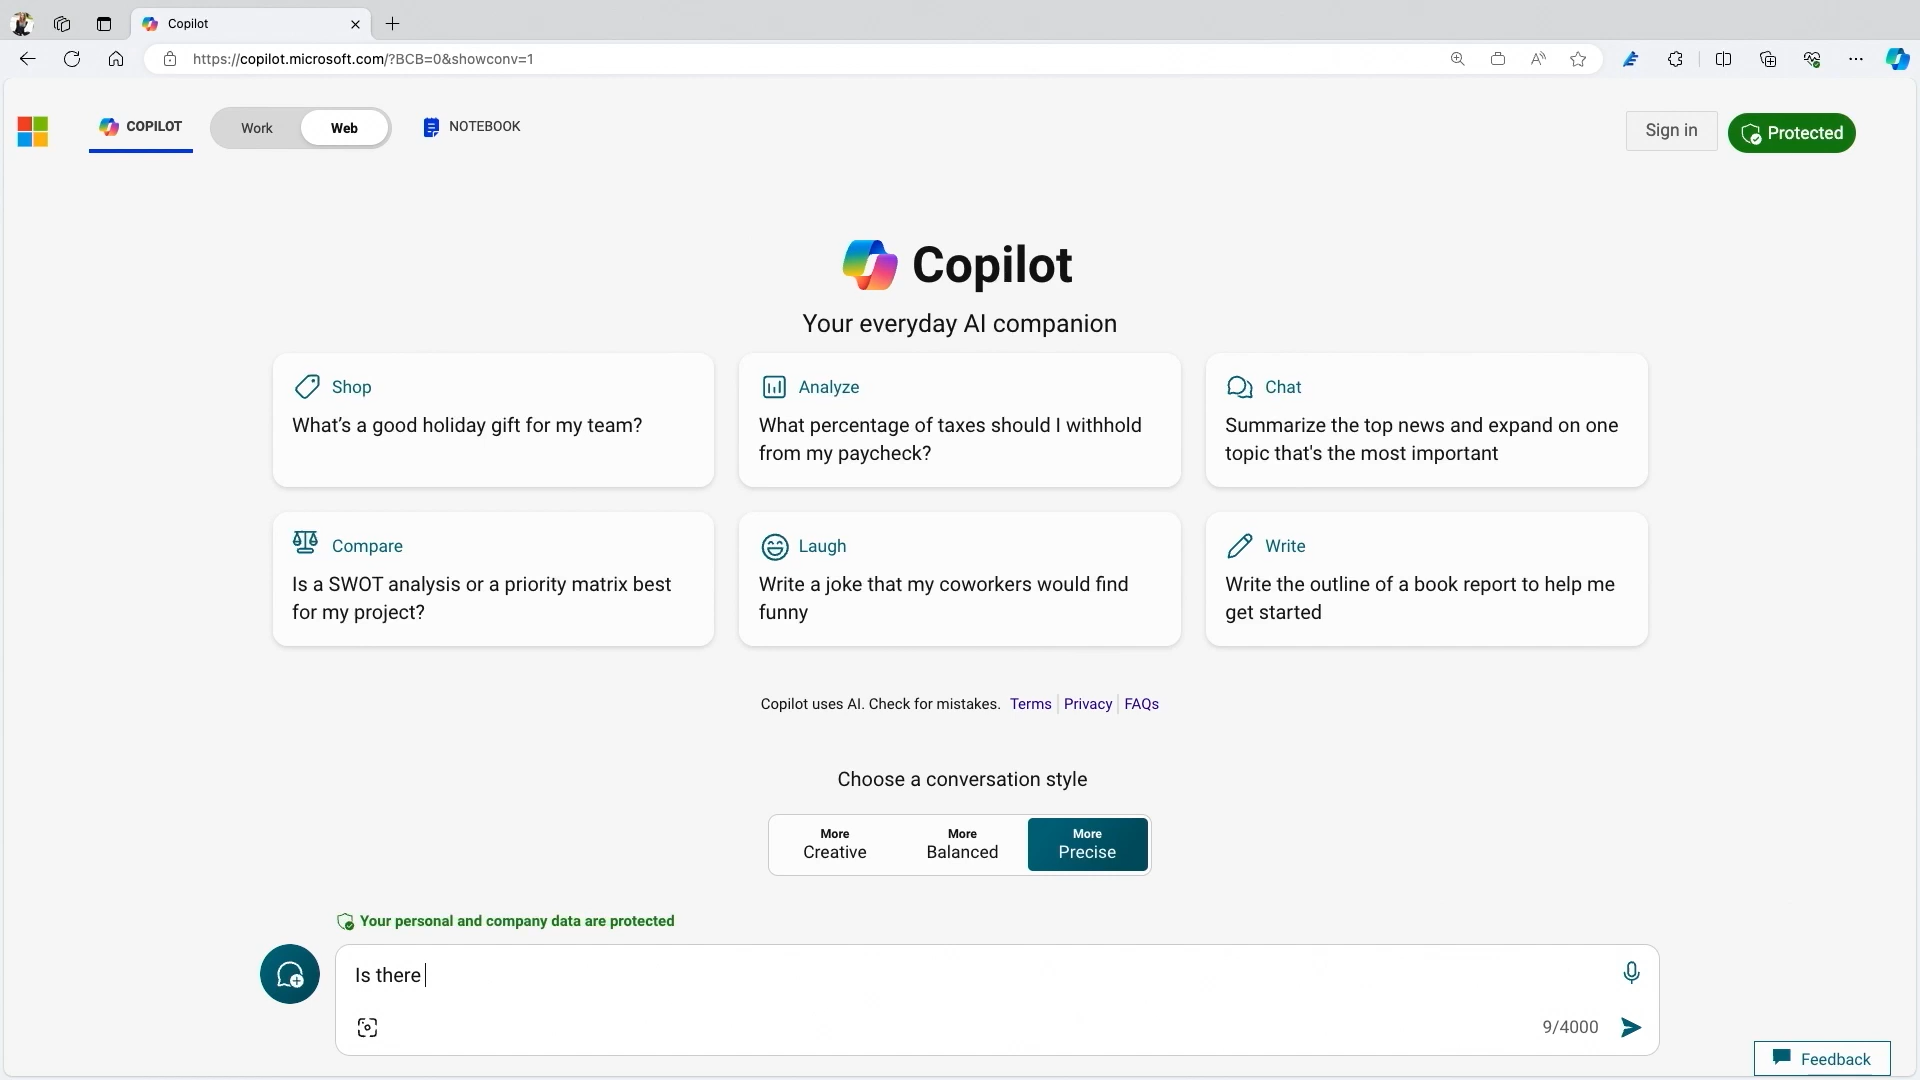 Copilot
https://copilot.microsoft.com/?BCB=0&showconv=1
COPILOT
Work
Web
NOTEBOOK
Sign in
Protected
Copilot
Your everyday AI companion
Shop
What's a good holiday gift for my team?
Analyze
What percentage of taxes should I withhold
from my paycheck?
Chat
Summarize the top news and expand on one
topic that's the most important
Compare
Is a SWOT analysis or a priority matrix best
for my project?
Laugh
Write a joke that my coworkers would find
funny
Write
Write the outline of a book report to help me
get started
Copilot uses AI. Check for mistakes. Terms Privacy FAQs
Choose a conversation style
More
Creative
More
Balanced
More
Precise
Your personal and company data are protected
Is there
9/4000
Feedback